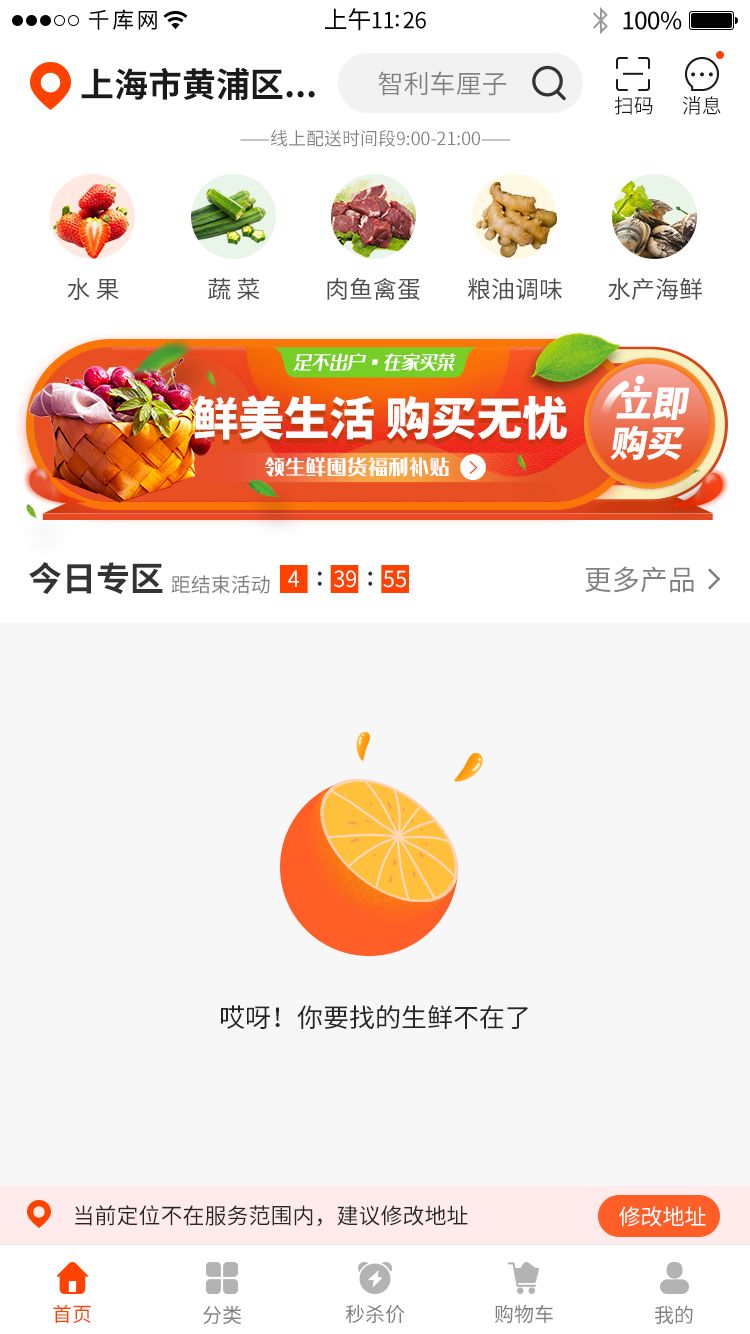 千库网 上午11:26 100%
上海市黄浦区... 智利车厘子 扫码 消息
线上配送时间段9:00-21:00
水果 蔬菜 肉鱼禽蛋 粮油调味 水产海鲜
足不出户·在家买菜
鲜美生活 购买无忧
领生鲜囤货福利补贴
立即
购买
今日专区 距结束活动 4 : 39 : 55 更多产品
哎呀！你要找的生鲜不在了
当前定位不在服务范围内，建议修改地址 修改地址
首页 分类 秒杀价 购物车 我的